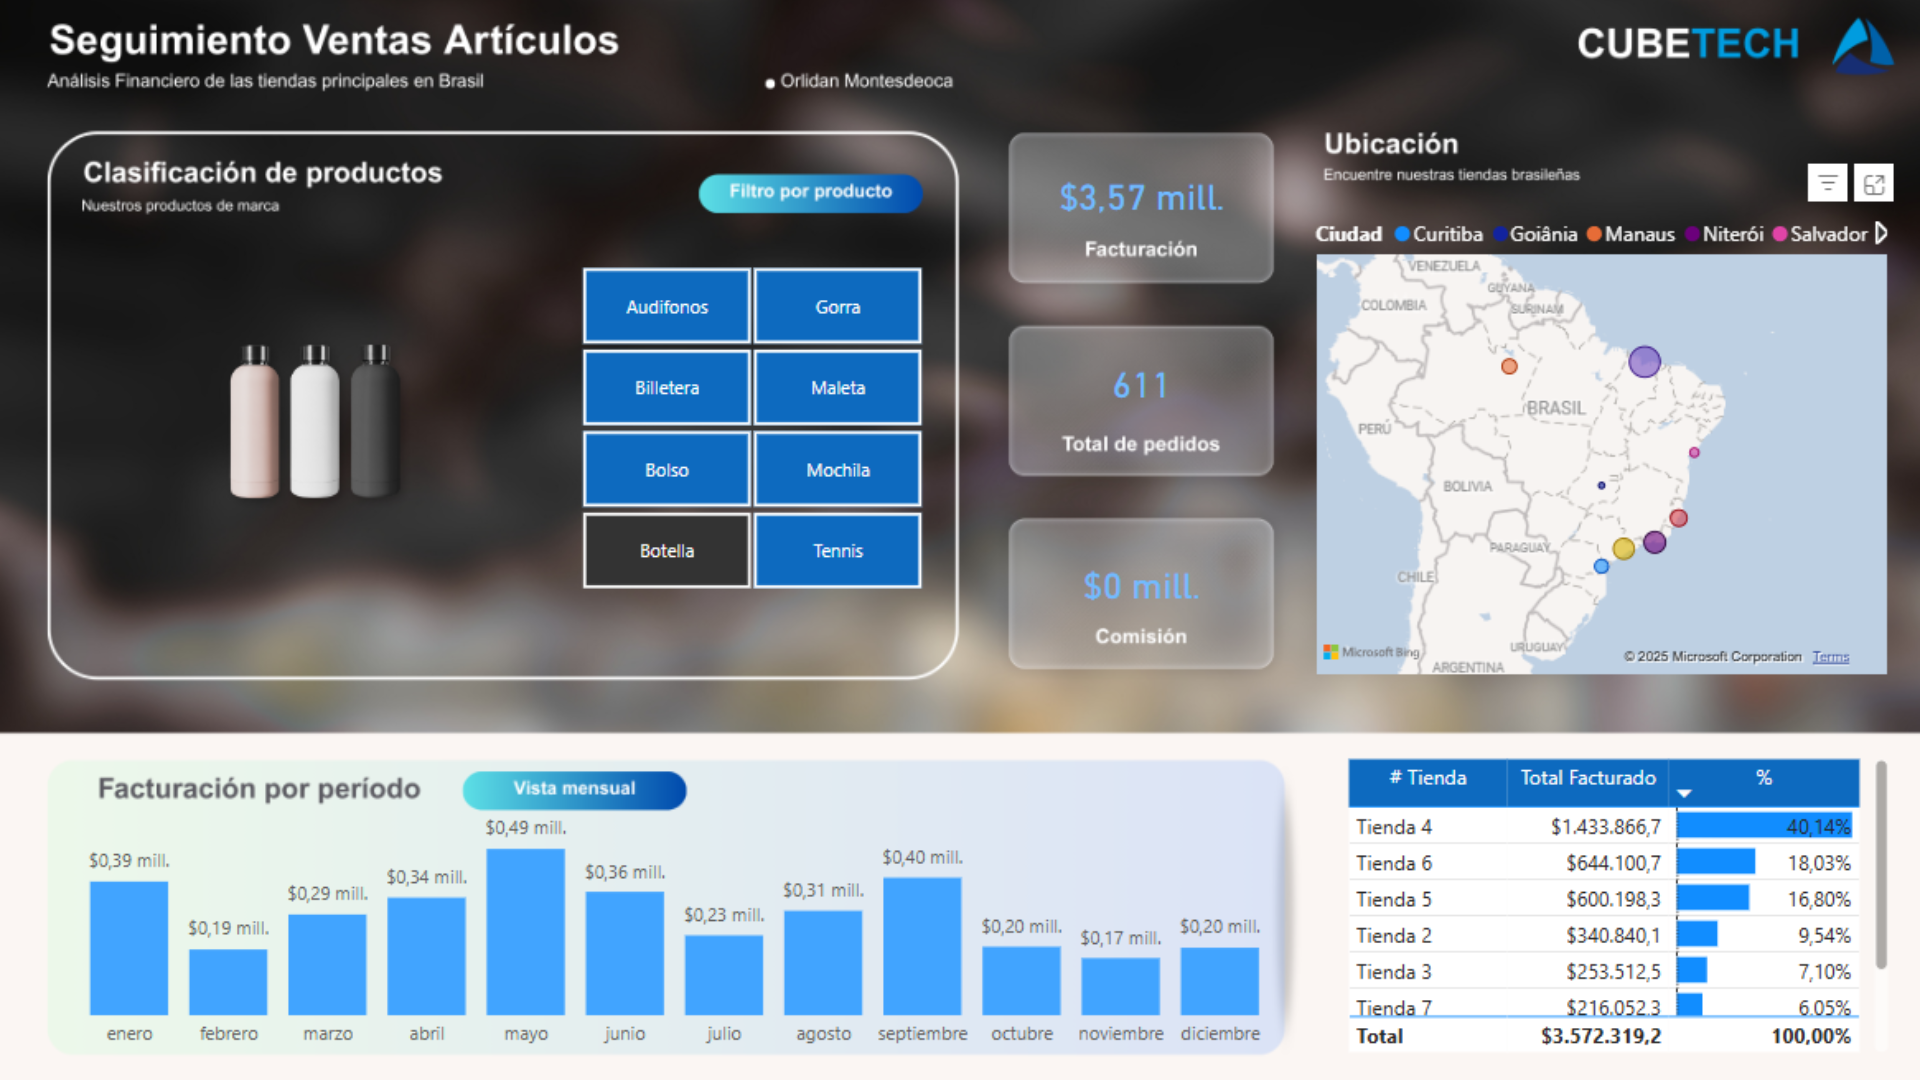 Seguimiento Ventas Artículos
Análisis Financiero de las tiendas principales en Brasil
Orlidan Montesdeoca
CUBETECH
Clasificación de productos
Nuestros productos de marca
Filtro por producto
Audifonos
Gorra
Billetera
Maleta
Bolso
Mochila
Botella
Tennis
$3,57 mill.
Facturación
611
Total de pedidos
$0 mill.
Comisión
Ubicación
Encuentre nuestras tiendas brasileñas
Ciudad Curitiba Goiânia Manaus Niterói Salvador
VENEZUELA
GUYANA
COLOMBIA
SURINAM
BRASIL
PERÚ
BOLIVIA
PARAGUAY
CHILE
URUGUAY
ARGENTINA
Microsoft Bing
© 2025 Microsoft Corporation Terms
Facturación por período
Vista mensual
$0,39 mill.
$0,19 mill.
$0,29 mill.
$0,34 mill.
$0,49 mill.
$0,36 mill.
$0,23 mill.
$0,31 mill.
$0,40 mill.
$0,20 mill.
$0,17 mill.
$0,20 mill.
enero febrero marzo abril mayo junio julio agosto septiembre octubre noviembre diciembre
# Tienda Total Facturado %
Tienda 4 $1.433.866,7 40,14%
Tienda 6 $644.100,7 18,03%
Tienda 5 $600.198,3 16,80%
Tienda 2 $340.840,1 9,54%
Tienda 3 $253.512,5 7,10%
Tienda 7 $216.052,3 6,05%
Total $3.572.319,2 100,00%